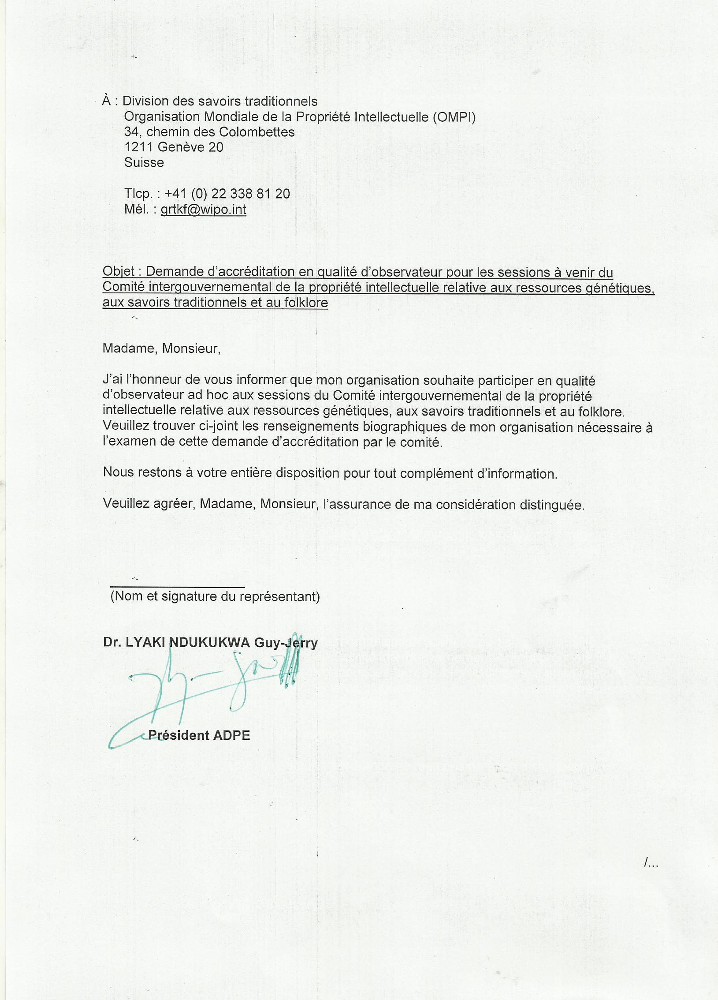 À : Division des savoirs traditionnels
Organisation Mondiale de la Propriété Intellectuelle (OMPI)
34, chemin des Colombettes
1211 Genève 20
Suisse
Tlcp. : +41 (0) 22 338 81 20
Mél. : grtkf@wipo.int
Objet : Demande d’accréditation en qualité d’observateur pour les sessions à venir du
Comité intergouvernemental de la propriété intellectuelle relative aux ressources génétiques,
aux savoirs traditionnels et au folklore
Madame, Monsieur,
J’ai l’honneur de vous informer que mon organisation souhaite participer en qualité
d’observateur ad hoc aux sessions du Comité intergouvernemental de la propriété
intellectuelle relative aux ressources génétiques, aux savoirs traditionnels et au folklore.
Veuillez trouver ci-joint les renseignements biographiques de mon organisation nécessaire à
l’examen de cette demande d’accréditation par le comité.
Nous restons à votre entière disposition pour tout complément d’information.
Veuillez agréer, Madame, Monsieur, l’assurance de ma considération distinguée.
(Nom et signature du représentant)
Dr. LYAKI NDUKUKWA Guy-Jerry
Président ADPE
/...